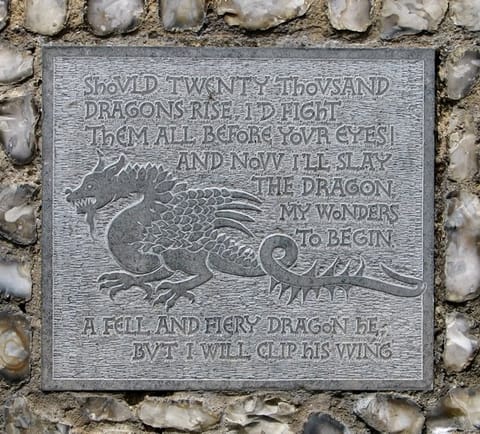 SHOULD TWENTY THOVSAND
DRAGONS RISE, I'D FIGHT
THEM ALL BEFORE YOVR EYES!
AND NOVV I'LL SLAY
THE DRAGON,
MY WONDERS
TO BEGIN.
A FELL AND FIERY DRAGON HE;
BVT I WILL CLIP HIS WING